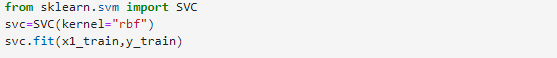 from sklearn.svm import SVC
svc=SVC(kernel="rbf")
svc.fit(x1_train,y_train)